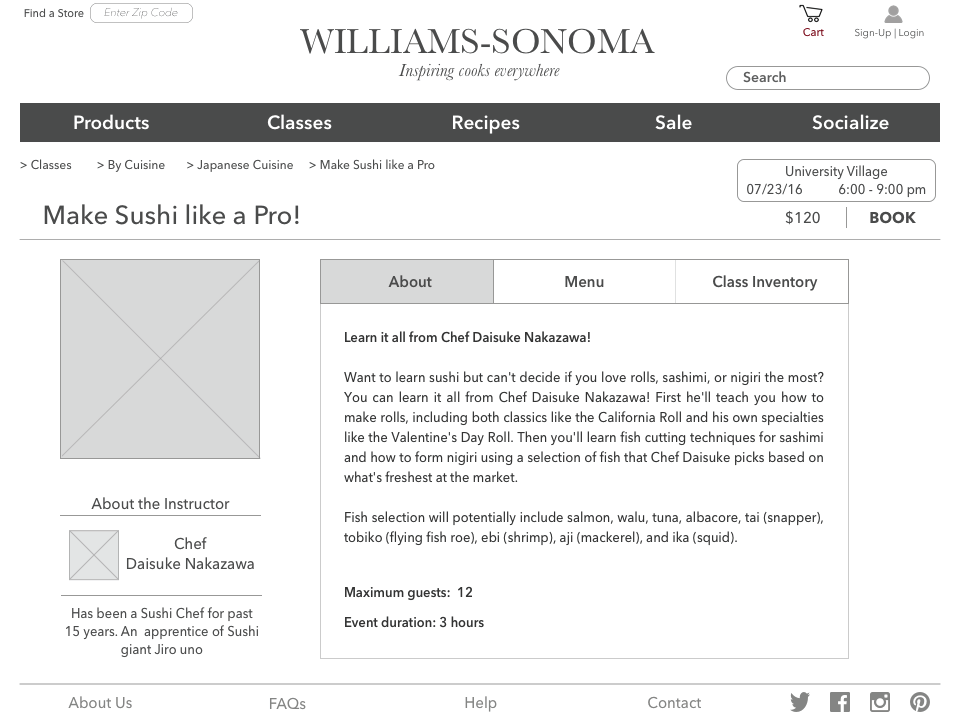 Find a Store
Enter Zip Code
Cart
Sign-Up | Login
WILLIAMS-SONOMA
Inspiring cooks everywhere
Search
Products
Classes
Recipes
Sale
Socialize
> Classes
> By Cuisine
> Japanese Cuisine
> Make Sushi like a Pro
University Village
07/23/16 6:00 - 9:00 pm
Make Sushi like a Pro!
$120
BOOK
About the Instructor
Chef
Daisuke Nakazawa
Has been a Sushi Chef for past
15 years. An apprentice of Sushi
giant Jiro uno
About
Menu
Class Inventory
Learn it all from Chef Daisuke Nakazawa!
Want to learn sushi but can't decide if you love rolls, sashimi, or nigiri the most?
You can learn it all from Chef Daisuke Nakazawa! First he'll teach you how to
make rolls, including both classics like the California Roll and his own specialties
like the Valentine's Day Roll. Then you'll learn fish cutting techniques for sashimi
and how to form nigiri using a selection of fish that Chef Daisuke picks based on
what's freshest at the market.
Fish selection will potentially include salmon, walu, tuna, albacore, tai (snapper),
tobiko (flying fish roe), ebi (shrimp), aji (mackerel), and ika (squid).
Maximum guests: 12
Event duration: 3 hours
About Us
FAQs
Help
Contact